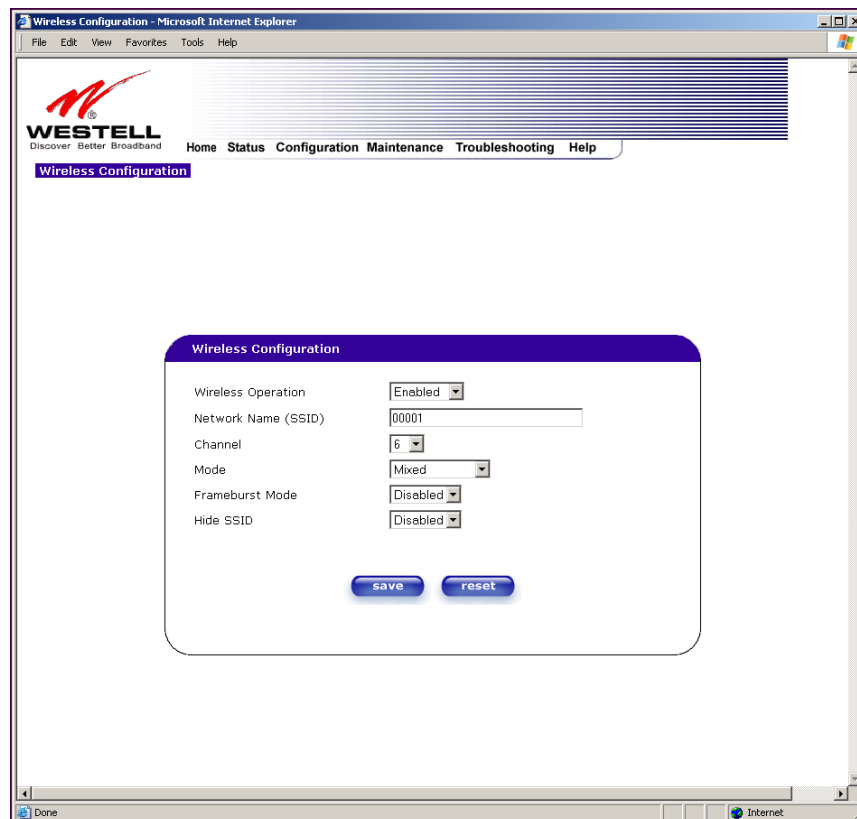 Wireless Configuration - Microsoft Internet Explorer
File Edit View Favorites Tools Help
®
WESTELL
Discover Better Broadband
Home Status Configuration Maintenance Troubleshooting Help
Wireless Configuration
Wireless Configuration
Wireless Operation Enabled
Network Name (SSID) 00001
Channel 6
Mode Mixed
Frameburst Mode Disabled
Hide SSID Disabled
save reset
Done Internet